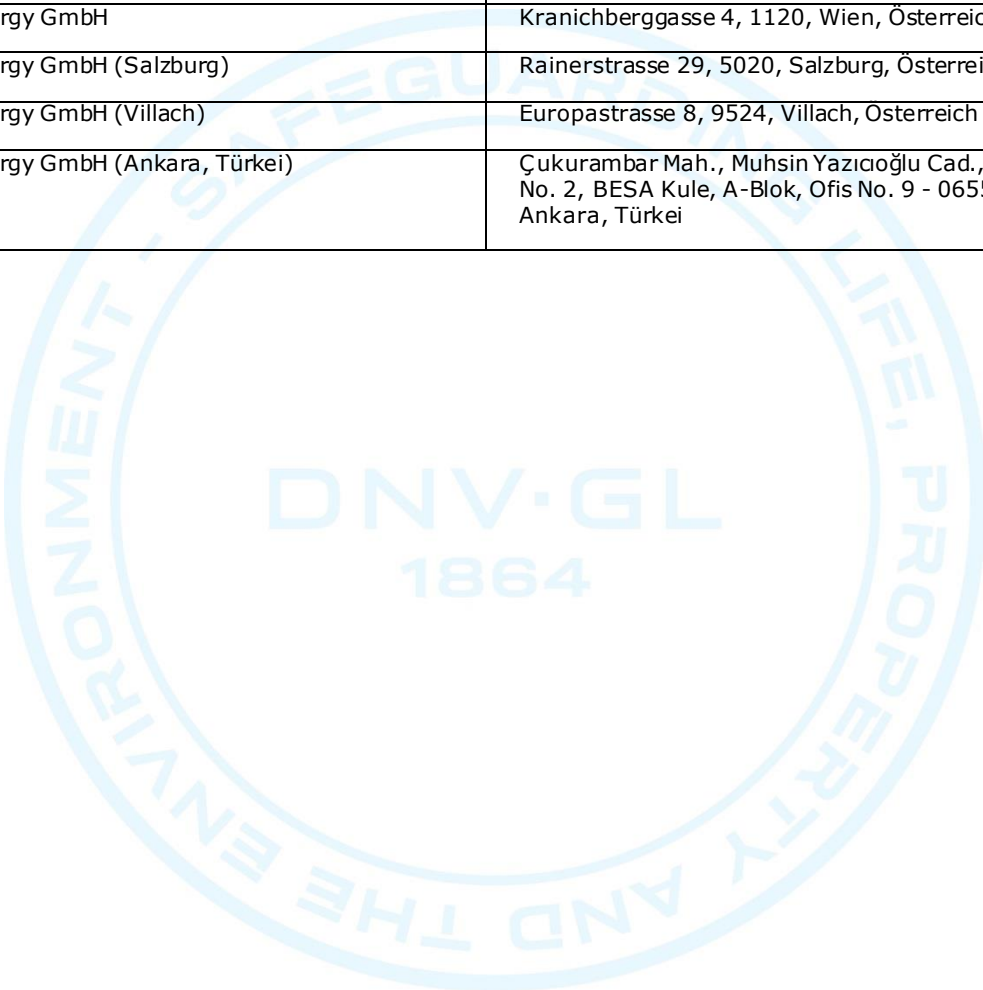 rgy GmbH
Kranichberggasse 4, 1120, Wien, Österreic
rgy GmbH (Salzburg)
Rainerstrasse 29, 5020, Salzburg, Österrei
rgy GmbH (Villach)
Europastrasse 8, 9524, Villach, Österreich
rgy GmbH (Ankara, Türkei)
Çukurambar Mah., Muhsin Yazıcıoğlu Cad.,
No. 2, BESA Kule, A-Blok, Ofis No. 9 - 065
Ankara, Türkei
SAFEGUARDING LIFE, PROPERTY AND THE ENVIRONMENT –
DNV·GL
1864